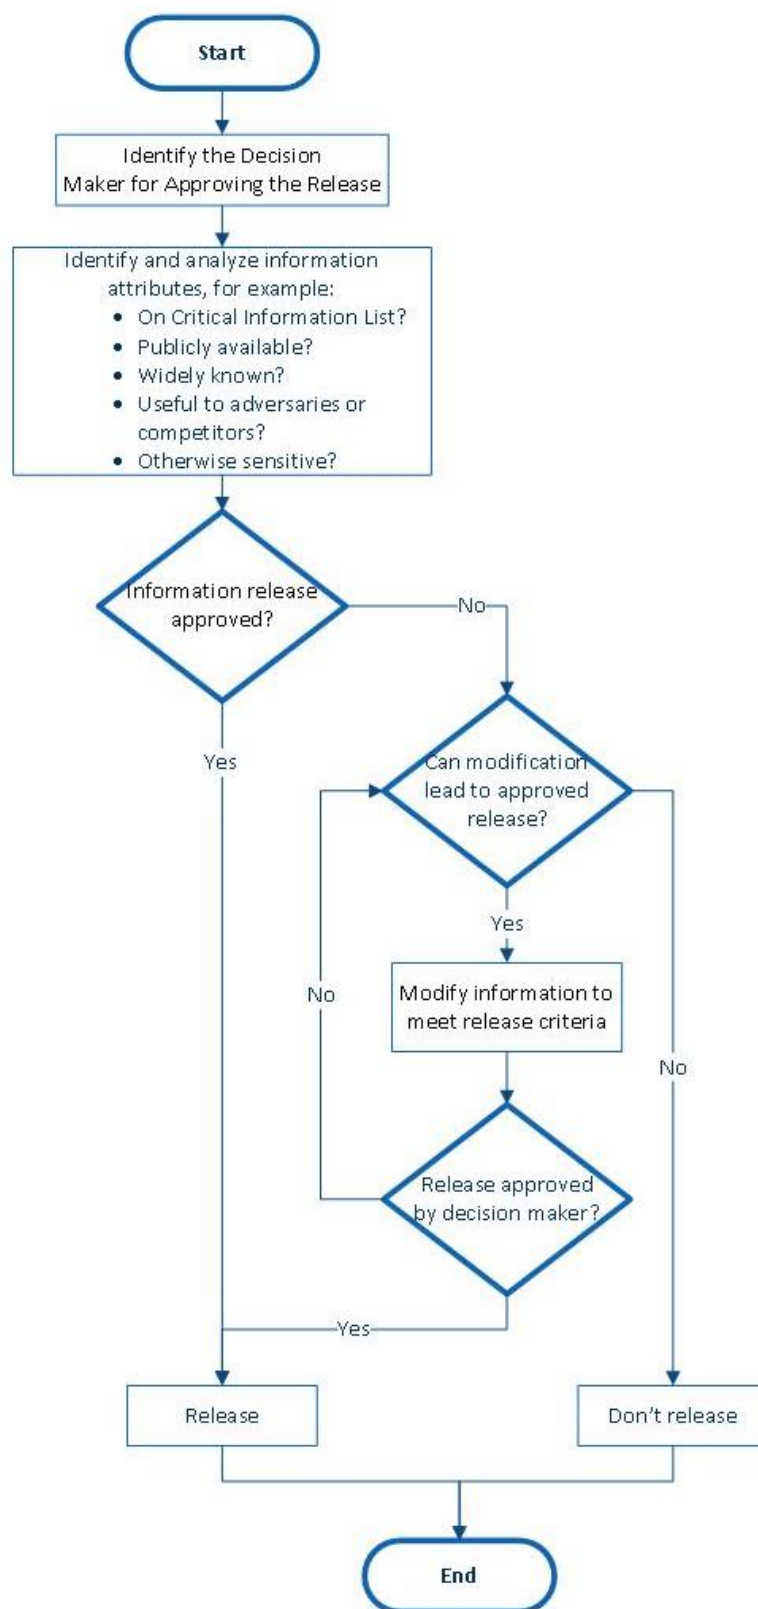 Start
Identify the Decision
Maker for Approving the Release
Identify and analyze information
attributes, for example:
• On Critical Information List?
• Publicly available?
• Widely known?
• Useful to adversaries or
competitors?
• Otherwise sensitive?
Information release
approved?
No
Yes
Can modification
lead to approved
release?
Yes
Modify information to
meet release criteria
No
No
Release approved
by decision maker?
Yes
Release
Don't release
End